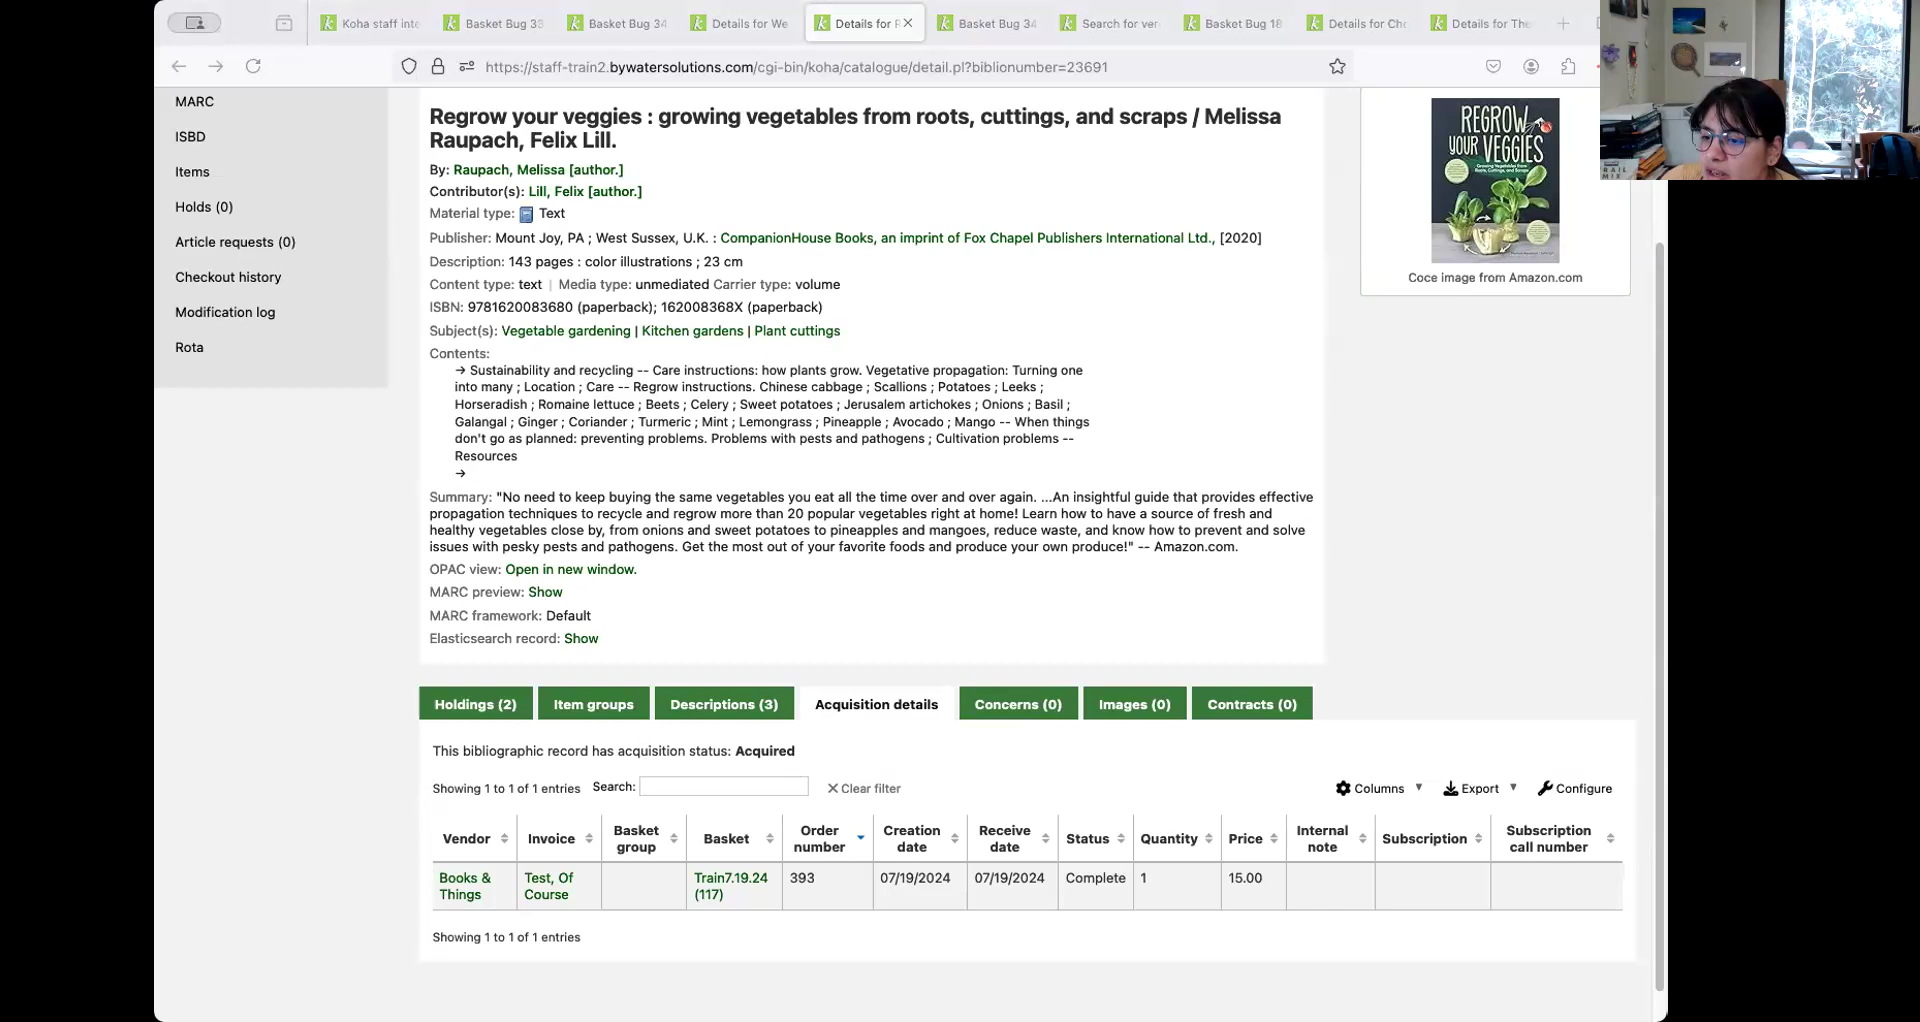 Koha staff inte
Basket Bug 33
Basket Bug 34
Details for We
Details for R
Basket Bug 34
Search for ver
Basket Bug 18
Details for Cho
Details for The
https://staff-train2.bywatersolutions.com/cgi-bin/koha/catalogue/detail.pl?biblionumber=23691
MARC
ISBD
Items
Holds (0)
Article requests (0)
Checkout history
Modification log
Rota
Regrow your veggies : growing vegetables from roots, cuttings, and scraps / Melissa
Raupach, Felix Lill.
By: Raupach, Melissa [author.]
Contributor(s): Lill, Felix [author.]
Material type: Text
Publisher: Mount Joy, PA ; West Sussex, U.K. : CompanionHouse Books, an imprint of Fox Chapel Publishers International Ltd., [2020]
Description: 143 pages : color illustrations ; 23 cm
Content type: text | Media type: unmediated Carrier type: volume
ISBN: 9781620083680 (paperback); 162008368X (paperback)
Subject(s): Vegetable gardening | Kitchen gardens | Plant cuttings
Contents:
→ Sustainability and recycling -- Care instructions: how plants grow. Vegetative propagation: Turning one
into many ; Location ; Care -- Regrow instructions. Chinese cabbage ; Scallions ; Potatoes ; Leeks ;
Horseradish ; Romaine lettuce ; Beets ; Celery ; Sweet potatoes ; Jerusalem artichokes ; Onions ; Basil ;
Galangal ; Ginger ; Coriander ; Turmeric ; Mint ; Lemongrass ; Pineapple ; Avocado ; Mango -- When things
don't go as planned: preventing problems. Problems with pests and pathogens ; Cultivation problems --
Resources
→
Summary: "No need to keep buying the same vegetables you eat all the time over and over again. ...An insightful guide that provides effective
propagation techniques to recycle and regrow more than 20 popular vegetables right at home! Learn how to have a source of fresh and
healthy vegetables close by, from onions and sweet potatoes to pineapples and mangoes, reduce waste, and know how to prevent and solve
issues with pesky pests and pathogens. Get the most out of your favorite foods and produce your own produce!" -- Amazon.com.
OPAC view: Open in new window.
MARC preview: Show
MARC framework: Default
Elasticsearch record: Show
REGROW
YOUR VEGGIES
Growing Vegetables from
Roots, Cuttings, and Scraps
Coce image from Amazon.com
TRAIL
MIX
Holdings (2)
Item groups
Descriptions (3)
Acquisition details
Concerns (0)
Images (0)
Contracts (0)
This bibliographic record has acquisition status: Acquired
Showing 1 to 1 of 1 entries
Search:
Clear filter
Columns
Export
Configure
Vendor
Invoice
Basket group
Basket
Order number
Creation date
Receive date
Status
Quantity
Price
Internal note
Subscription
Subscription call number
Books & Things
Test, Of Course
Train7.19.24 (117)
393
07/19/2024
07/19/2024
Complete
1
15.00
Showing 1 to 1 of 1 entries